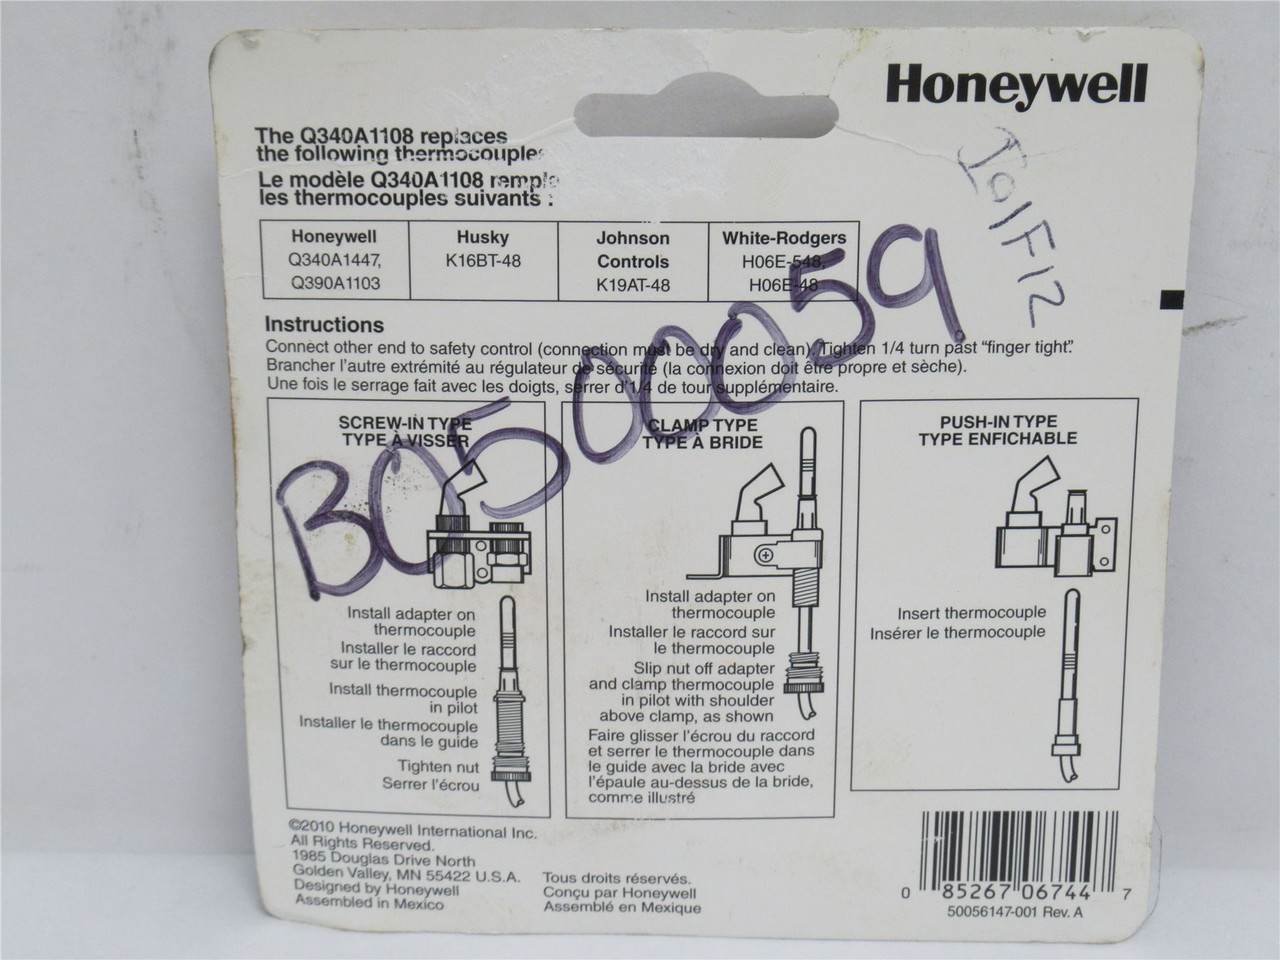 Honeywell
The Q340A1108 replaces
the following thermocouples
Le modèle Q340A1108 remple
les thermocouples suivants :
I01F12
Honeywell
Q340A1447,
Q390A1103
Husky
K16BT-48
Johnson
Controls
K19AT-48
White-Rodgers
H06E-548,
H06E-48
B0500059
Instructions
Connect other end to safety control (connection must be dry and clean). Tighten 1/4 turn past “finger tight”.
Brancher l’autre extrémité au régulateur de sécurité (la connexion doit être propre et sèche).
Une fois le serrage fait avec les doigts, serrer d’1/4 de tour supplémentaire.
SCREW-IN TYPE
TYPE À VISSER
Install adapter on
thermocouple
Installer le raccord
sur le thermocouple
Install thermocouple
in pilot
Installer le thermocouple
dans le guide
Tighten nut
Serrer l’écrou
CLAMP TYPE
TYPE À BRIDE
Install adapter on
thermocouple
Installer le raccord sur
le thermocouple
Slip nut off adapter
and clamp thermocouple
in pilot with shoulder
above clamp, as shown
Faire glisser l’écrou du raccord
et serrer le thermocouple dans
le guide avec la bride avec
l’épaule au-dessus de la bride,
comme illustré
PUSH-IN TYPE
TYPE ENFICHABLE
Insert thermocouple
Insérer le thermocouple
©2010 Honeywell International Inc.
All Rights Reserved.
1985 Douglas Drive North
Golden Valley, MN 55422 U.S.A.
Designed by Honeywell
Assembled in Mexico
Tous droits réservés.
Conçu par Honeywell
Assemblé en Mexique
0 85267 06744 7
50056147-001 Rev. A